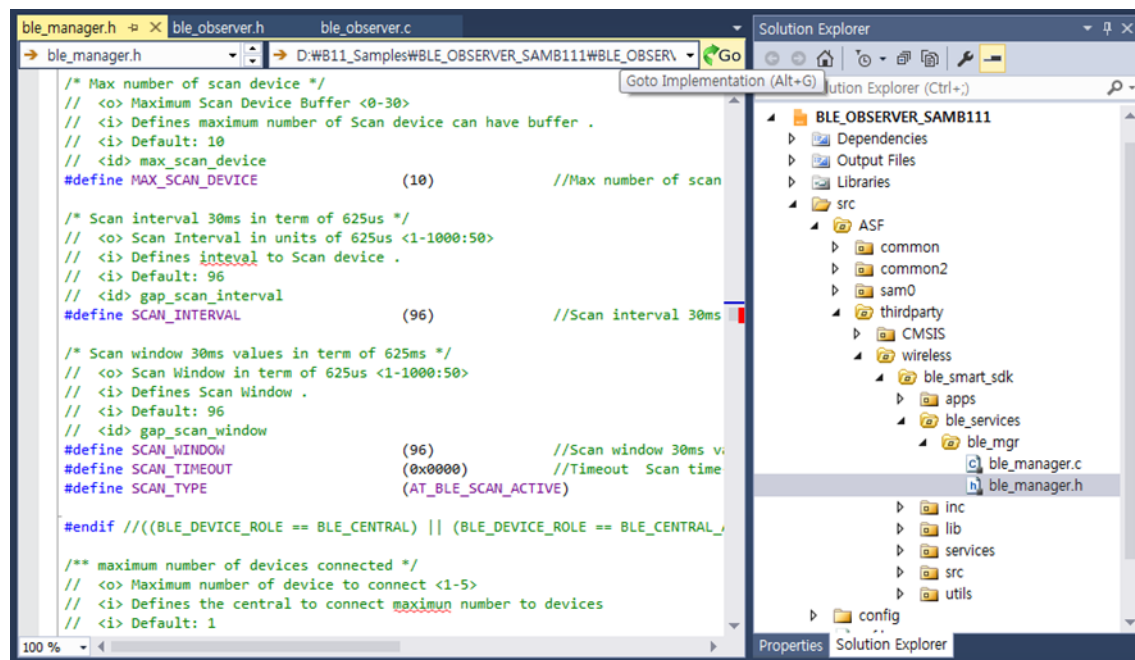 ble_manager.h
ble_observer.h
ble_observer.c
ble_manager.h
D:₩B11_Samples₩BLE_OBSERVER_SAMB111₩BLE_OBSER\
Go
Goto Implementation (Alt+G)
/* Max number of scan device */
// <o> Maximum Scan Device Buffer <0-30>
// <i> Defines maximum number of Scan device can have buffer .
// <i> Default: 10
// <id> max_scan_device
#define MAX_SCAN_DEVICE (10) //Max number of scan
/* Scan interval 30ms in term of 625us */
// <o> Scan Interval in units of 625us <1-1000:50>
// <i> Defines inteval to Scan device .
// <i> Default: 96
// <id> gap_scan_interval
#define SCAN_INTERVAL (96) //Scan interval 30ms
/* Scan window 30ms values in term of 625ms */
// <o> Scan Window in term of 625us <1-1000:50>
// <i> Defines Scan Window .
// <i> Default: 96
// <id> gap_scan_window
#define SCAN_WINDOW (96) //Scan window 30ms va
#define SCAN_TIMEOUT (0x0000) //Timeout Scan time
#define SCAN_TYPE (AT_BLE_SCAN_ACTIVE)
#endif //((BLE_DEVICE_ROLE == BLE_CENTRAL) || (BLE_DEVICE_ROLE == BLE_CENTRAL_
/** maximum number of devices connected */
// <o> Maximum number of device to connect <1-5>
// <i> Defines the central to connect maximun number to devices
// <i> Default: 1
100 %
Solution Explorer
ution Explorer (Ctrl+;)
BLE_OBSERVER_SAMB111
Dependencies
Output Files
Libraries
src
ASF
common
common2
sam0
thirdparty
CMSIS
wireless
ble_smart_sdk
apps
ble_services
ble_mgr
ble_manager.c
ble_manager.h
inc
lib
services
src
utils
config
Properties
Solution Explorer